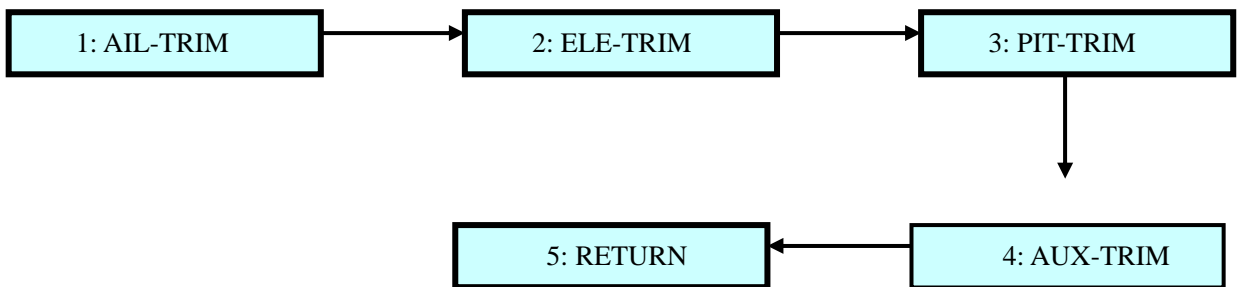 1: AIL-TRIM
2: ELE-TRIM
3: PIT-TRIM
4: AUX-TRIM
5: RETURN